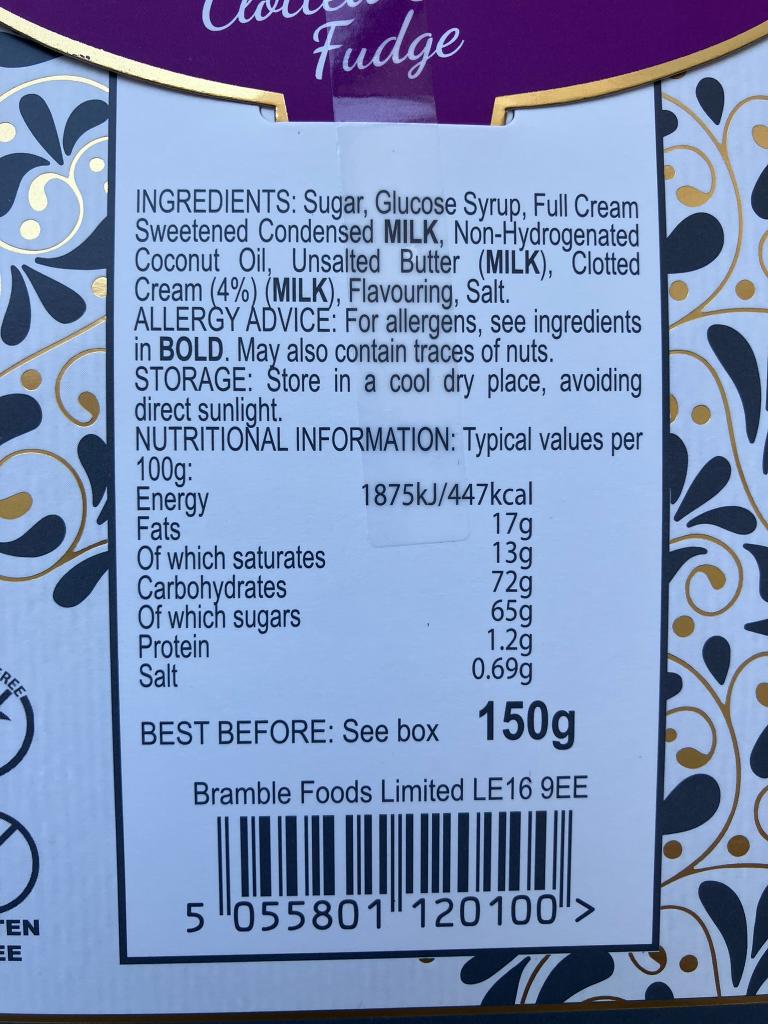 Clotted
Fudge
INGREDIENTS: Sugar, Glucose Syrup, Full Cream
Sweetened Condensed MILK, Non-Hydrogenated
Coconut Oil, Unsalted Butter (MILK), Clotted
Cream (4%) (MILK), Flavouring, Salt.
ALLERGY ADVICE: For allergens, see ingredients
in BOLD. May also contain traces of nuts.
STORAGE: Store in a cool dry place, avoiding
direct sunlight.
NUTRITIONAL INFORMATION: Typical values per
100g:
Energy 1875kJ/447kcal
Fats 17g
Of which saturates 13g
Carbohydrates 72g
Of which sugars 65g
Protein 1.2g
Salt 0.69g
BEST BEFORE: See box 150g
Bramble Foods Limited LE16 9EE
5 055801 120100 >
REE
TEN
EE